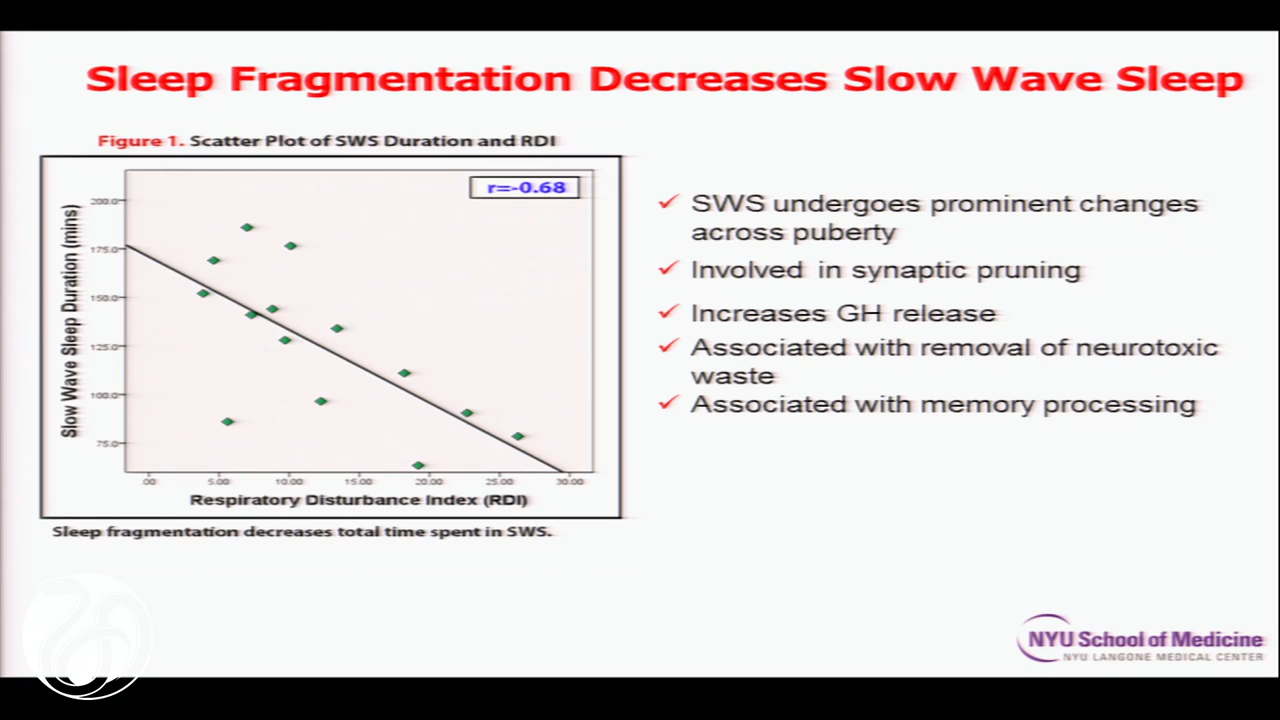 Sleep Fragmentation Decreases Slow Wave Sleep
Figure 1. Scatter Plot of SWS Duration and RDI
r=-0.68
Slow Wave Sleep Duration (mins)
200.0
175.0
150.0
125.0
100.0
75.0
.00 5.00 10.00 15.00 20.00 25.00 30.00
Respiratory Disturbance Index (RDI)
Sleep fragmentation decreases total time spent in SWS.
SWS undergoes prominent changes
across puberty
Involved in synaptic pruning
Increases GH release
Associated with removal of neurotoxic
waste
Associated with memory processing
NYU School of Medicine
NYU LANGONE MEDICAL CENTER